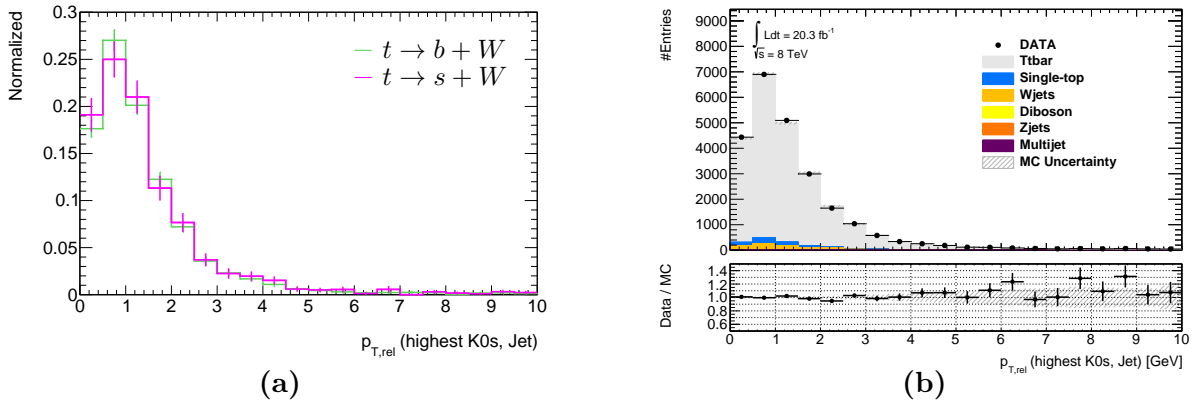 Normalized
0.3
0.25
0.2
0.15
0.1
0.05
0
t → b + W
t → s + W
0 1 2 3 4 5 6 7 8 9 10
p_T,rel (highest K0s, Jet)
(a)
#Entries
9000
8000
7000
6000
5000
4000
3000
2000
1000
0
∫ Ldt = 20.3 fb⁻¹
√s = 8 TeV
DATA
Ttbar
Single-top
Wjets
Diboson
Zjets
Multijet
MC Uncertainty
Data / MC
1.4
1.2
1.0
0.8
0.6
0 1 2 3 4 5 6 7 8 9 10
p_T,rel (highest K0s, Jet) [GeV]
(b)